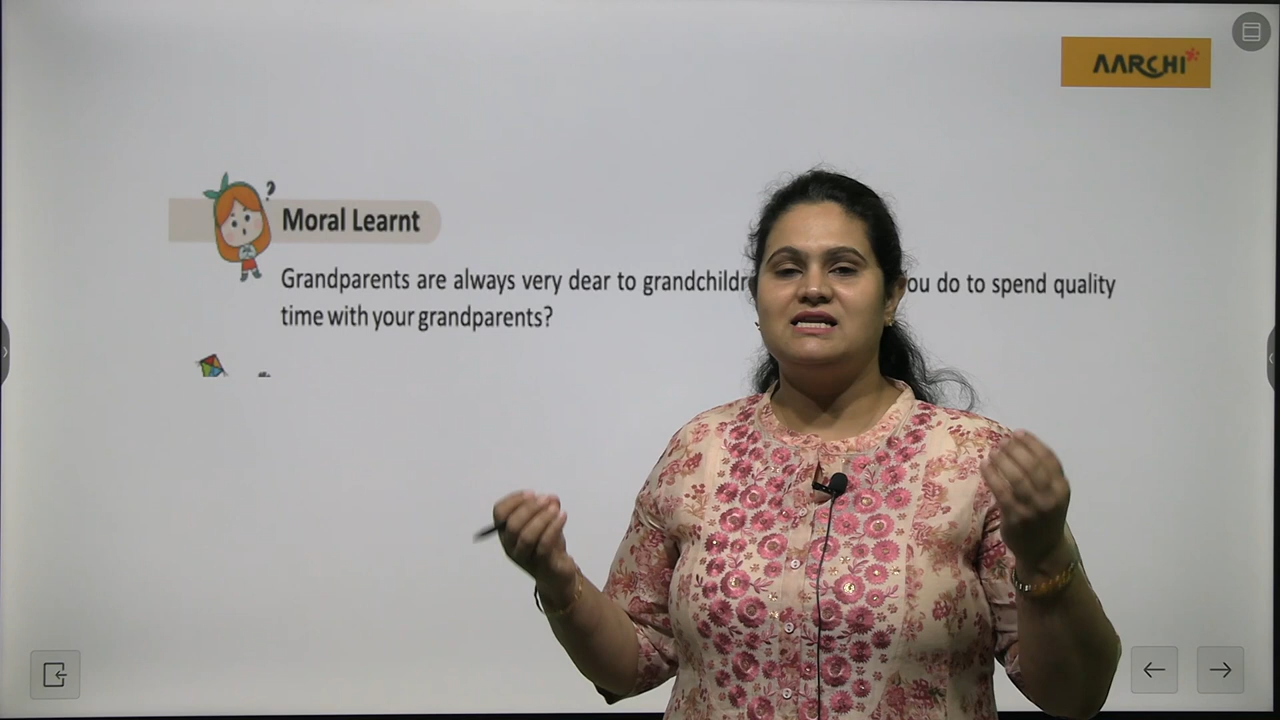 AARCHI
Moral Learnt
Grandparents are always very dear to do to spend quality
time with your grandparents?